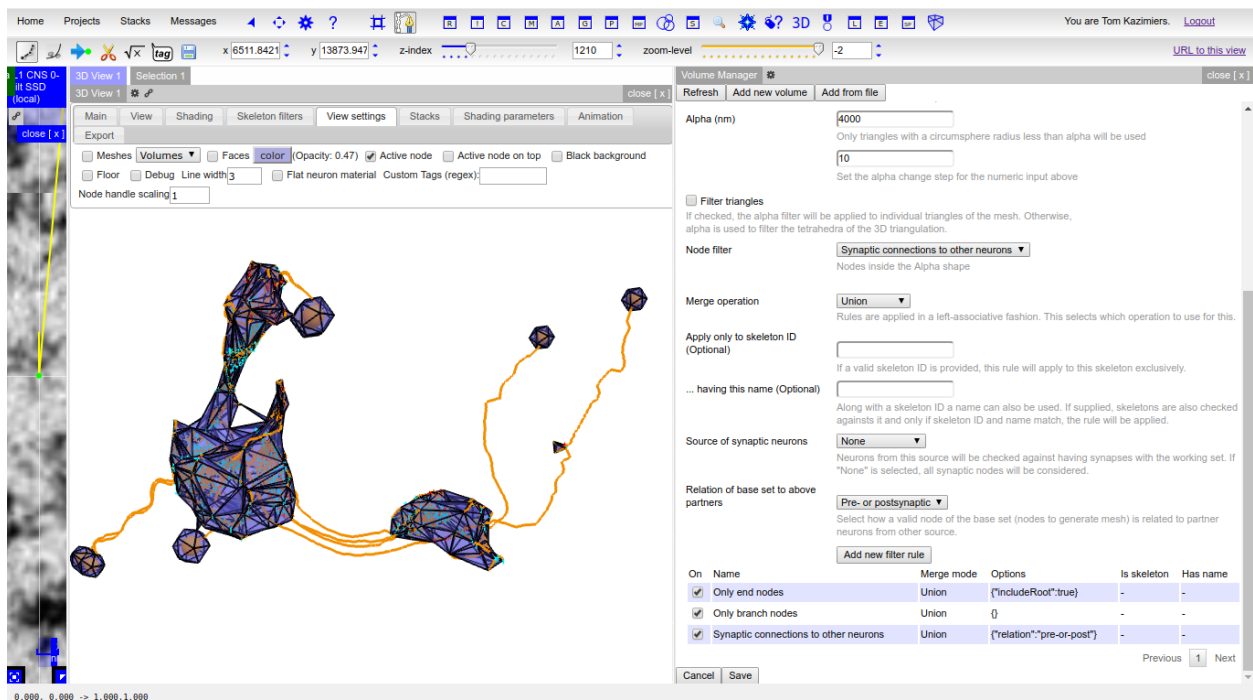 Home Projects Stacks Messages ? R ! C M A G P MF S ? 3D L E SF You are Tom Kazimiers. Logout
√x tag x 6511.8421 y 13873.947 z-index 1210 zoom-level -2 URL to this view
.1 CNS 0-
ilt SSD
(local)
close [ x ]
3D View 1 Selection 1
3D View 1 close [ x ]
Main View Shading Skeleton filters View settings Stacks Shading parameters Animation
Export
Meshes Volumes ▼ Faces color (Opacity: 0.47) Active node Active node on top Black background
Floor Debug Line width 3 Flat neuron material Custom Tags (regex):
Node handle scaling 1
Volume Manager close [ x ]
Refresh Add new volume Add from file
Alpha (nm) 4000
Only triangles with a circumsphere radius less than alpha will be used
10
Set the alpha change step for the numeric input above
Filter triangles
If checked, the alpha filter will be applied to individual triangles of the mesh. Otherwise,
alpha is used to filter the tetrahedra of the 3D triangulation.
Node filter Synaptic connections to other neurons ▼
Nodes inside the Alpha shape
Merge operation Union ▼
Rules are applied in a left-associative fashion. This selects which operation to use for this.
Apply only to skeleton ID
(Optional)
If a valid skeleton ID is provided, this rule will apply to this skeleton exclusively.
... having this name (Optional)
Along with a skeleton ID a name can also be used. If supplied, skeletons are also checked
againsts it and only if skeleton ID and name match, the rule will be applied.
Source of synaptic neurons None ▼
Neurons from this source will be checked against having synapses with the working set. If
"None" is selected, all synaptic nodes will be considered.
Relation of base set to above
partners Pre- or postsynaptic ▼
Select how a valid node of the base set (nodes to generate mesh) is related to partner
neurons from other source.
Add new filter rule
On Name Merge mode Options Is skeleton Has name
Only end nodes Union {"includeRoot":true} - -
Only branch nodes Union {} - -
Synaptic connections to other neurons Union {"relation":"pre-or-post"} - -
Previous 1 Next
Cancel Save
0.000, 0.000 -> 1.000,1.000